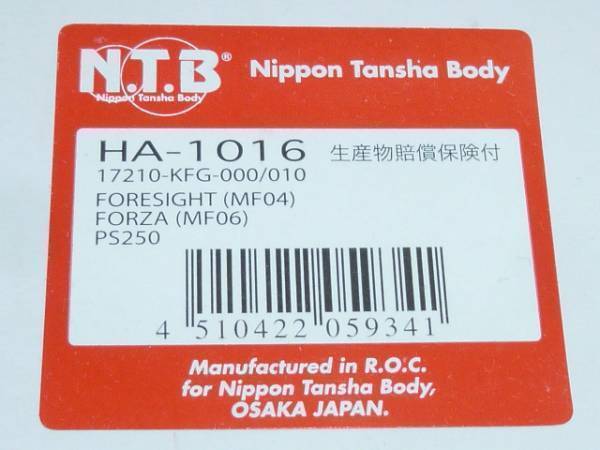 N.T.B®
Nippon Tansha Body
Nippon Tansha Body
HA-1016 生産物賠償保険付
17210-KFG-000/010
FORESIGHT (MF04)
FORZA (MF06)
PS250
4 510422 059341
Manufactured in R.O.C.
for Nippon Tansha Body,
OSAKA JAPAN.